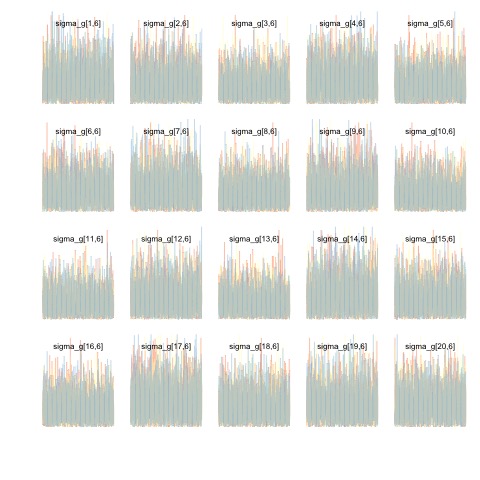 sigma_g[1,6] sigma_g[2,6] sigma_g[3,6] sigma_g[4,6] sigma_g[5,6]
sigma_g[6,6] sigma_g[7,6] sigma_g[8,6] sigma_g[9,6] sigma_g[10,6]
sigma_g[11,6] sigma_g[12,6] sigma_g[13,6] sigma_g[14,6] sigma_g[15,6]
sigma_g[16,6] sigma_g[17,6] sigma_g[18,6] sigma_g[19,6] sigma_g[20,6]